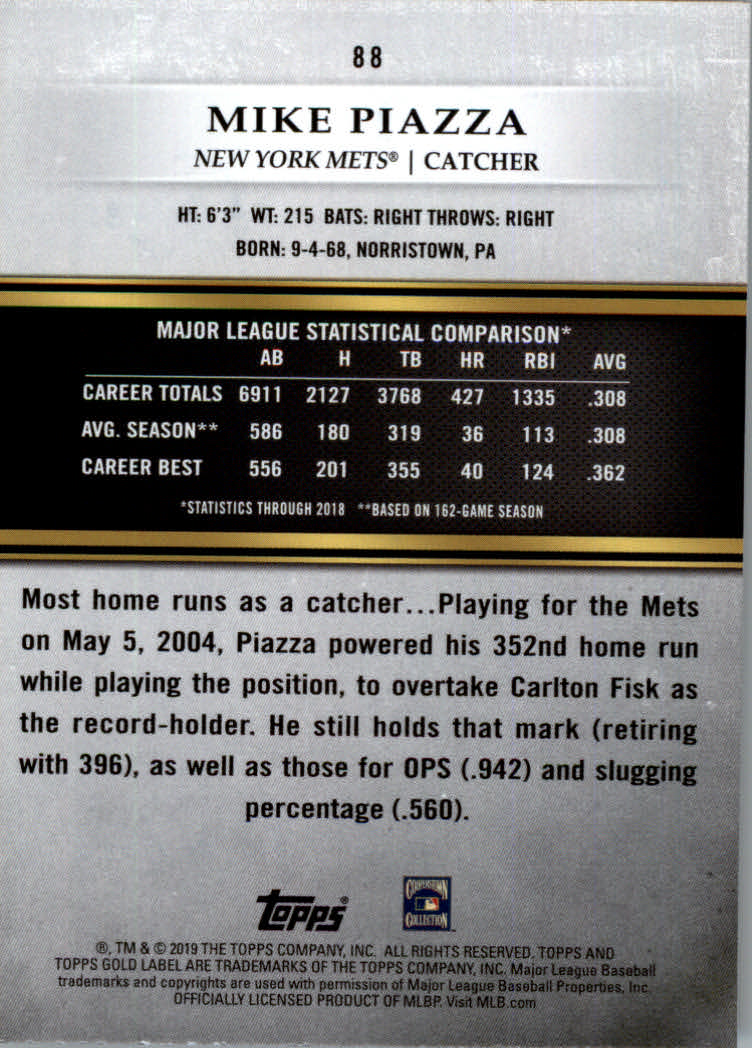 88
MIKE PIAZZA
NEW YORK METS® | CATCHER
HT: 6'3" WT: 215 BATS: RIGHT THROWS: RIGHT
BORN: 9-4-68, NORRISTOWN, PA
MAJOR LEAGUE STATISTICAL COMPARISON*
AB H TB HR RBI AVG
CAREER TOTALS 6911 2127 3768 427 1335 .308
AVG. SEASON** 586 180 319 36 113 .308
CAREER BEST 556 201 355 40 124 .362
*STATISTICS THROUGH 2018 **BASED ON 162-GAME SEASON
Most home runs as a catcher...Playing for the Mets
on May 5, 2004, Piazza powered his 352nd home run
while playing the position, to overtake Carlton Fisk as
the record-holder. He still holds that mark (retiring
with 396), as well as those for OPS (.942) and slugging
percentage (.560).
Topps®
COOPERSTOWN
COLLECTION
®, TM & © 2019 THE TOPPS COMPANY, INC. ALL RIGHTS RESERVED. TOPPS AND
TOPPS GOLD LABEL ARE TRADEMARKS OF THE TOPPS COMPANY, INC. Major League Baseball
trademarks and copyrights are used with permission of Major League Baseball Properties, Inc.
OFFICIALLY LICENSED PRODUCT OF MLBP. Visit MLB.com